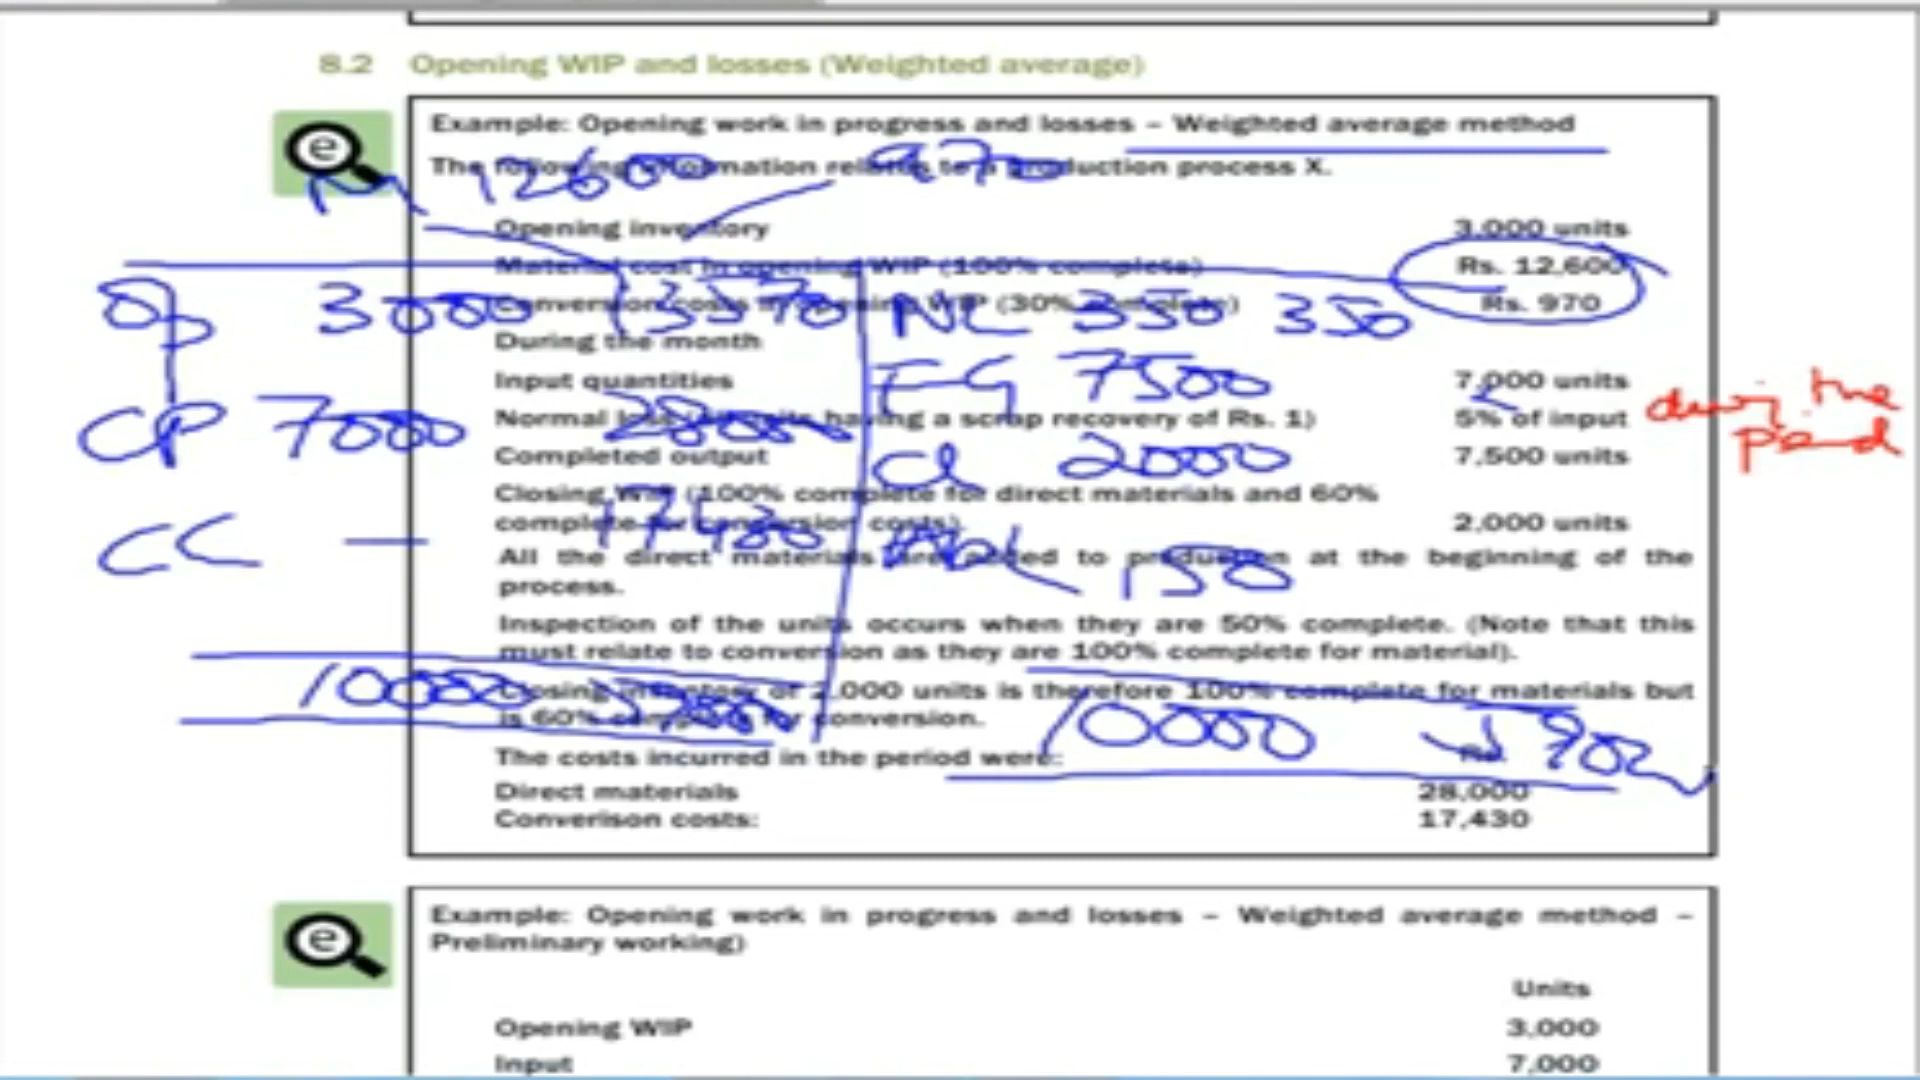 8.2 Opening WIP and losses (Weighted average)
Example: Opening work in progress and losses – Weighted average method
The following information relates to a production process X.
M 12600 970
Opening inventory 3,000 units
Material cost in opening WIP (100% complete) Rs. 12,600
Conversion costs in opening WIP (30% complete) Rs. 970
Op 3000 13570 NL 350 350
During the month
Input quantities 7,000 units
FG 7500
during the period
Normal loss (all units having a scrap recovery of Rs. 1) 5% of input
CP 7000 28000
Completed output 7,500 units
Cl 2000
Closing WIP (100% complete for direct materials and 60%
complete for conversion costs). 2,000 units
CC — 17430
All the direct materials are added to production at the beginning of the
process.
150
Inspection of the units occurs when they are 50% complete. (Note that this
must relate to conversion as they are 100% complete for material).
Closing inventory of 2,000 units is therefore 100% complete for materials but
is 60% complete for conversion.
10000 10000
The costs incurred in the period were:
Rs.
Direct materials 28,000
Converison costs: 17,430
Example: Opening work in progress and losses – Weighted average method –
Preliminary working)
Units
Opening WIP 3,000
Input 7,000